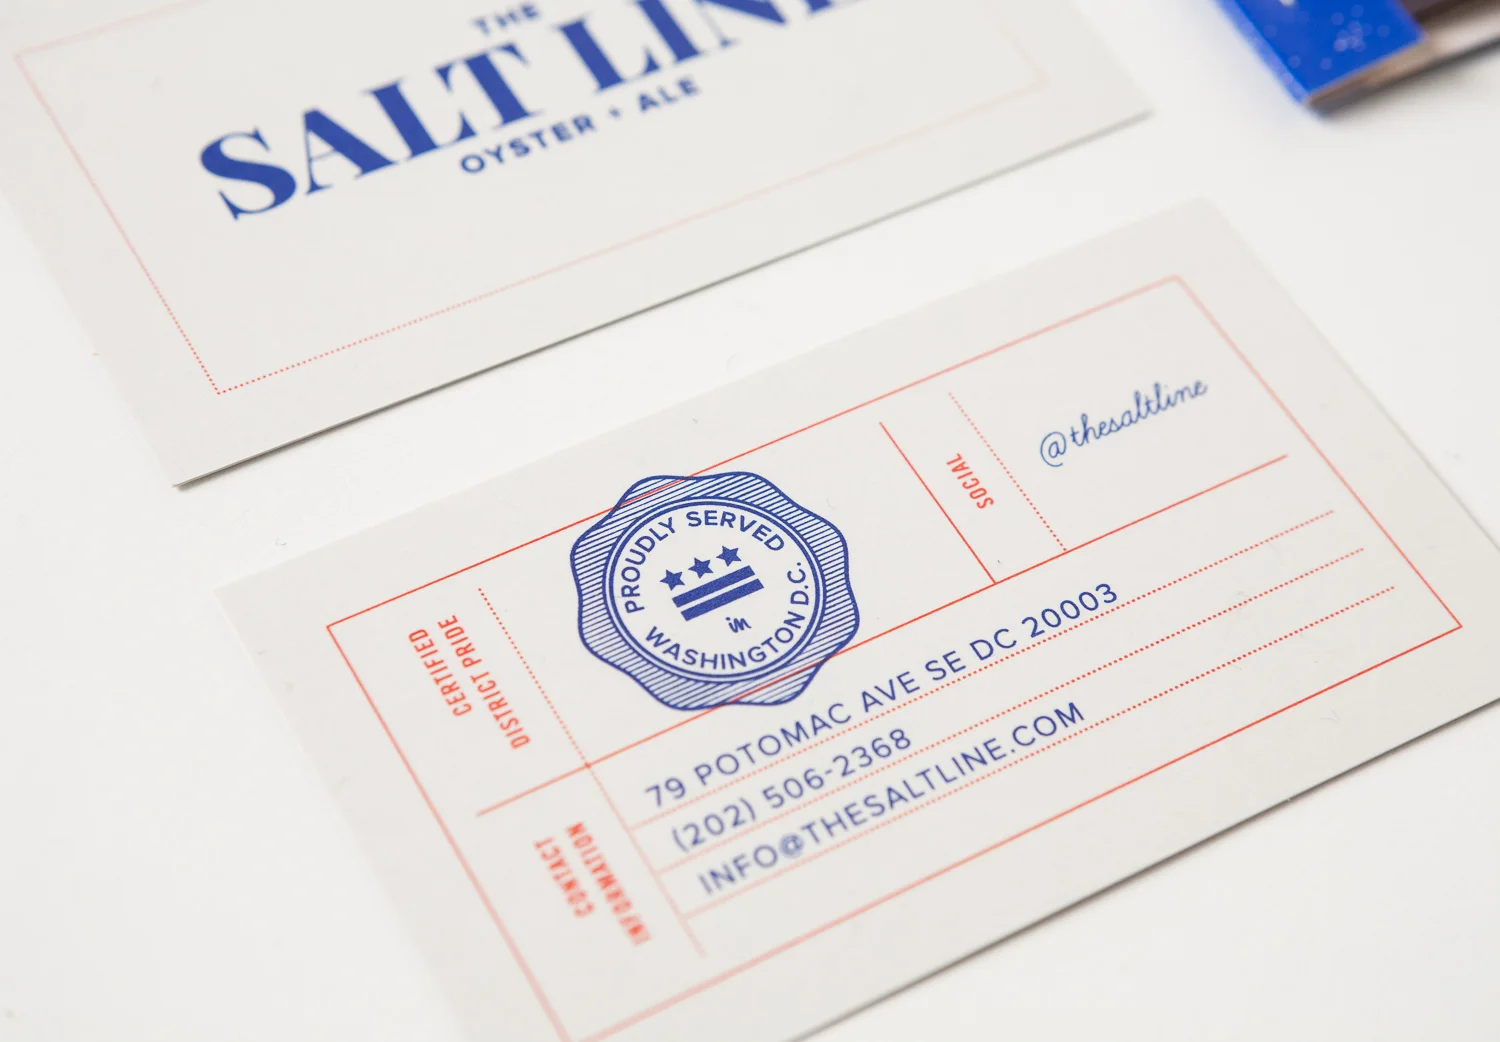 THE
SALT LINE
OYSTER + ALE
@thesaltline
SOCIAL
PROUDLY SERVED
in
WASHINGTON D.C.
CERTIFIED
DISTRICT PRIDE
79 POTOMAC AVE SE DC 20003
(202) 506-2368
INFO@THESALTLINE.COM
CONTACT
INFORMATION